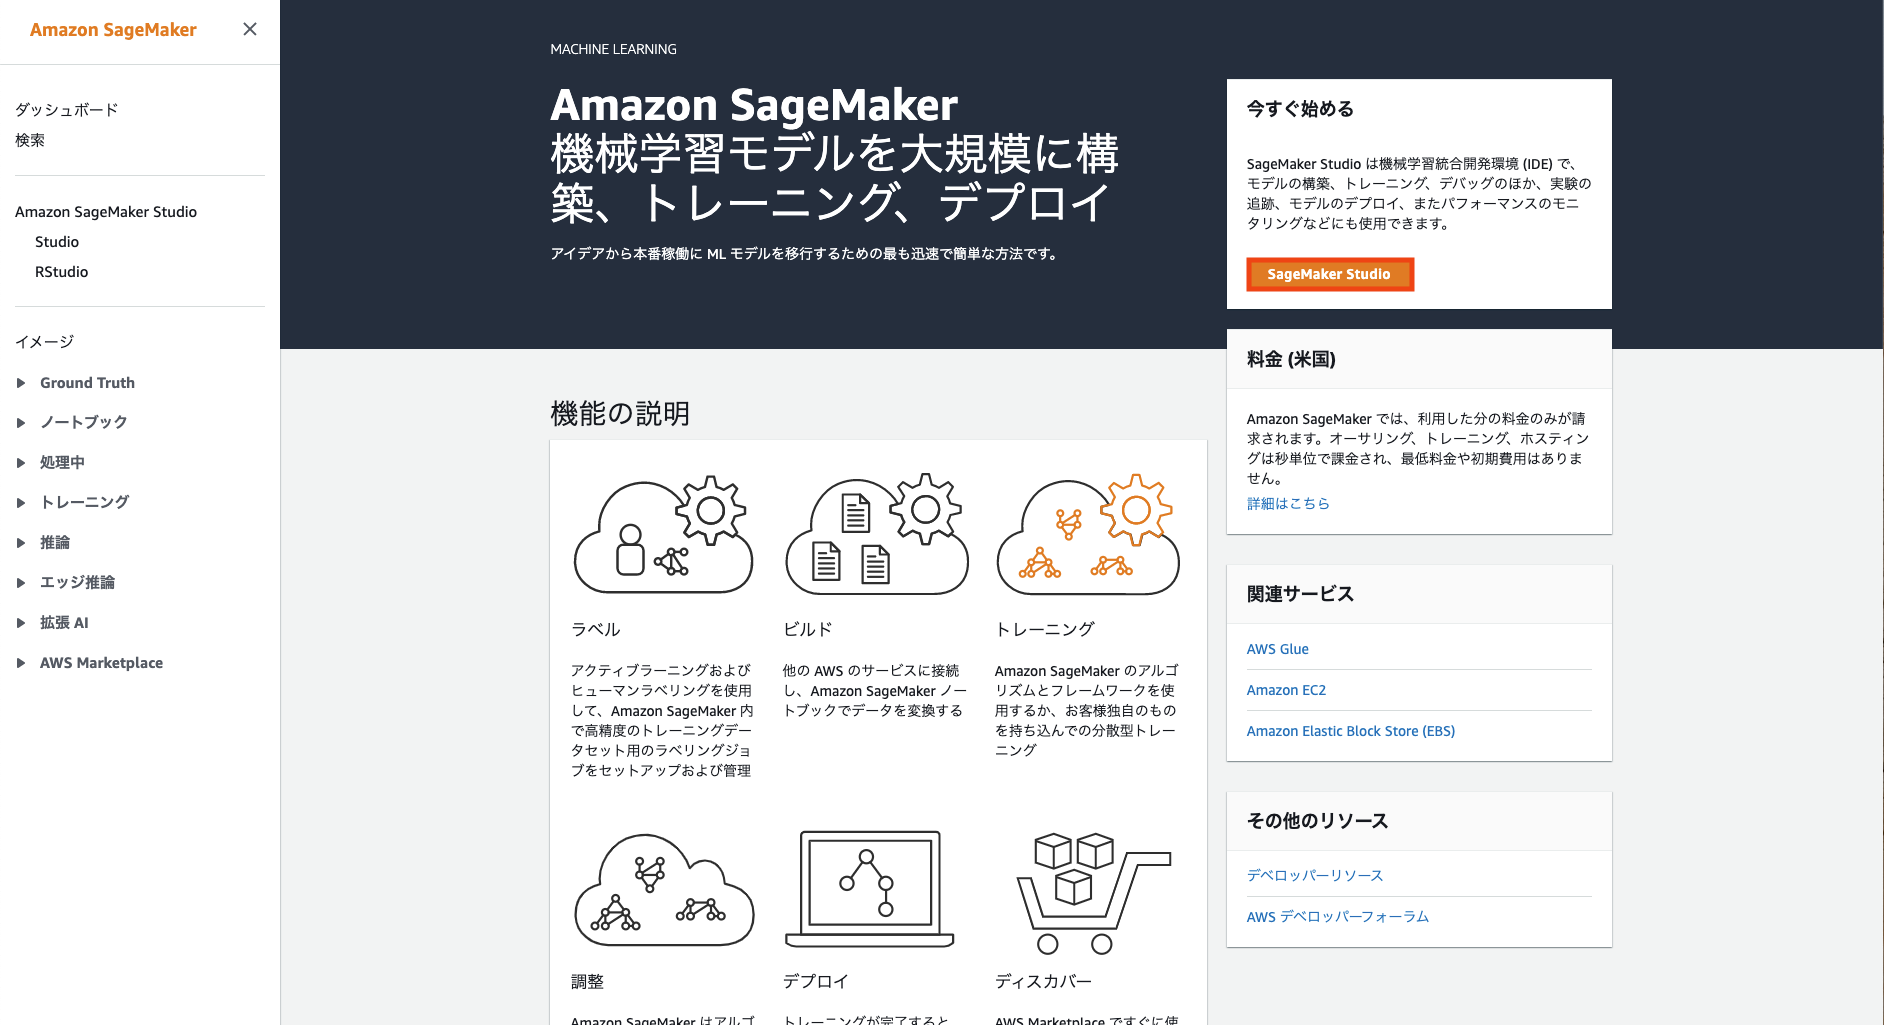 Amazon SageMaker
ダッシュボード
検索
Amazon SageMaker Studio
Studio
RStudio
イメージ
Ground Truth
ノートブック
処理中
トレーニング
推論
エッジ推論
拡張 AI
AWS Marketplace
MACHINE LEARNING
Amazon SageMaker
機械学習モデルを大規模に構
築、トレーニング、デプロイ
アイデアから本番稼働に ML モデルを移行するための最も迅速で簡単な方法です。
今すぐ始める
SageMaker Studio は機械学習統合開発環境 (IDE) で、
モデルの構築、トレーニング、デバッグのほか、実験の
追跡、モデルのデプロイ、またパフォーマンスのモニ
タリングなどにも使用できます。
SageMaker Studio
料金 (米国)
Amazon SageMaker では、利用した分の料金のみが請
求されます。オーサリング、トレーニング、ホスティン
グは秒単位で課金され、最低料金や初期費用はありま
せん。
詳細はこちら
関連サービス
AWS Glue
Amazon EC2
Amazon Elastic Block Store (EBS)
その他のリソース
デベロッパーリソース
AWS デベロッパーフォーラム
機能の説明
ラベル
アクティブラーニングおよび
ヒューマンラベリングを使用
して、Amazon SageMaker 内
で高精度のトレーニングデー
タセット用のラベリングジョ
ブをセットアップおよび管理
ビルド
他の AWS のサービスに接続
し、Amazon SageMaker ノー
トブックでデータを変換する
トレーニング
Amazon SageMaker のアルゴ
リズムとフレームワークを使
用するか、お客様独自のもの
を持ち込んでの分散型トレー
ニング
調整
Amazon SageMaker はアルゴ
デプロイ
トレーニングが完了すると
ディスカバー
AWS Marketplace ですぐに使